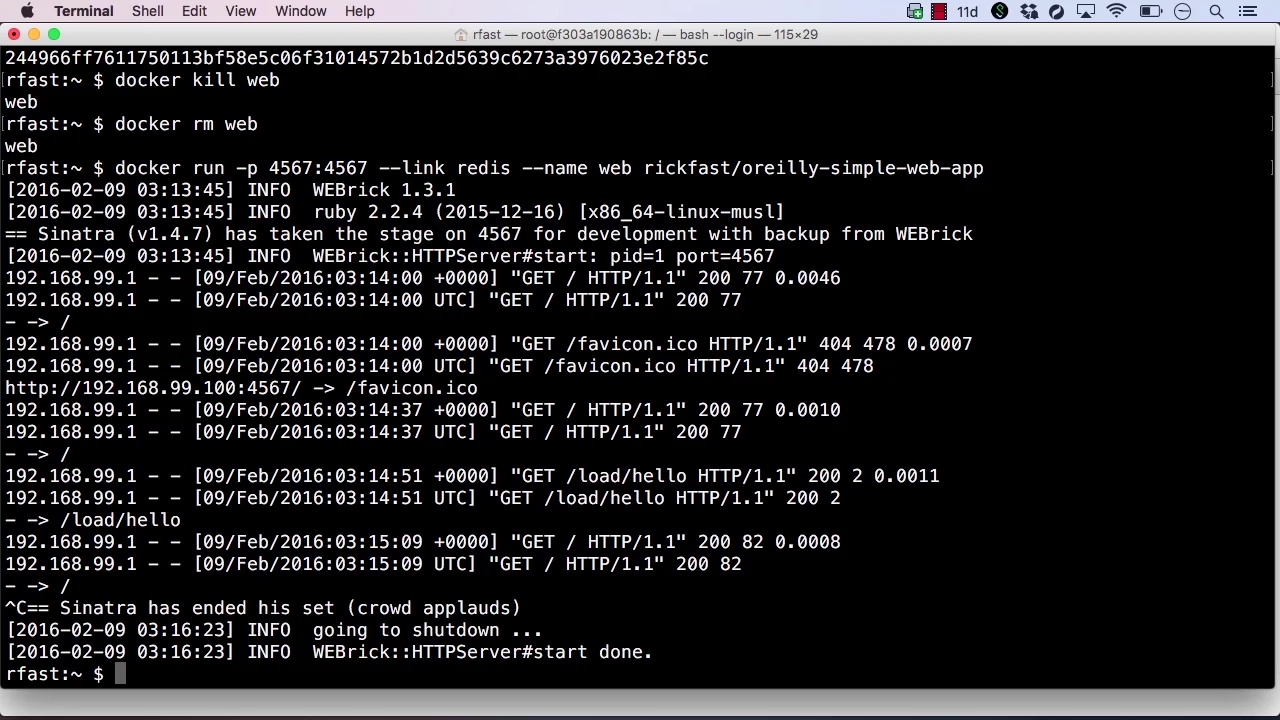 Terminal Shell Edit View Window Help 11d
rfast — root@f303a190863b: / — bash --login — 115×29
244966ff7611750113bf58e5c06f31014572b1d2d5639c6273a3976023e2f85c
rfast:~ $ docker kill web
web
rfast:~ $ docker rm web
web
rfast:~ $ docker run -p 4567:4567 --link redis --name web rickfast/oreilly-simple-web-app
[2016-02-09 03:13:45] INFO  WEBrick 1.3.1
[2016-02-09 03:13:45] INFO  ruby 2.2.4 (2015-12-16) [x86_64-linux-musl]
== Sinatra (v1.4.7) has taken the stage on 4567 for development with backup from WEBrick
[2016-02-09 03:13:45] INFO  WEBrick::HTTPServer#start: pid=1 port=4567
192.168.99.1 - - [09/Feb/2016:03:14:00 +0000] "GET / HTTP/1.1" 200 77 0.0046
192.168.99.1 - - [09/Feb/2016:03:14:00 UTC] "GET / HTTP/1.1" 200 77
- -> /
192.168.99.1 - - [09/Feb/2016:03:14:00 +0000] "GET /favicon.ico HTTP/1.1" 404 478 0.0007
192.168.99.1 - - [09/Feb/2016:03:14:00 UTC] "GET /favicon.ico HTTP/1.1" 404 478
http://192.168.99.100:4567/ -> /favicon.ico
192.168.99.1 - - [09/Feb/2016:03:14:37 +0000] "GET / HTTP/1.1" 200 77 0.0010
192.168.99.1 - - [09/Feb/2016:03:14:37 UTC] "GET / HTTP/1.1" 200 77
- -> /
192.168.99.1 - - [09/Feb/2016:03:14:51 +0000] "GET /load/hello HTTP/1.1" 200 2 0.0011
192.168.99.1 - - [09/Feb/2016:03:14:51 UTC] "GET /load/hello HTTP/1.1" 200 2
- -> /load/hello
192.168.99.1 - - [09/Feb/2016:03:15:09 +0000] "GET / HTTP/1.1" 200 82 0.0008
192.168.99.1 - - [09/Feb/2016:03:15:09 UTC] "GET / HTTP/1.1" 200 82
- -> /
^C== Sinatra has ended his set (crowd applauds)
[2016-02-09 03:16:23] INFO  going to shutdown ...
[2016-02-09 03:16:23] INFO  WEBrick::HTTPServer#start done.
rfast:~ $